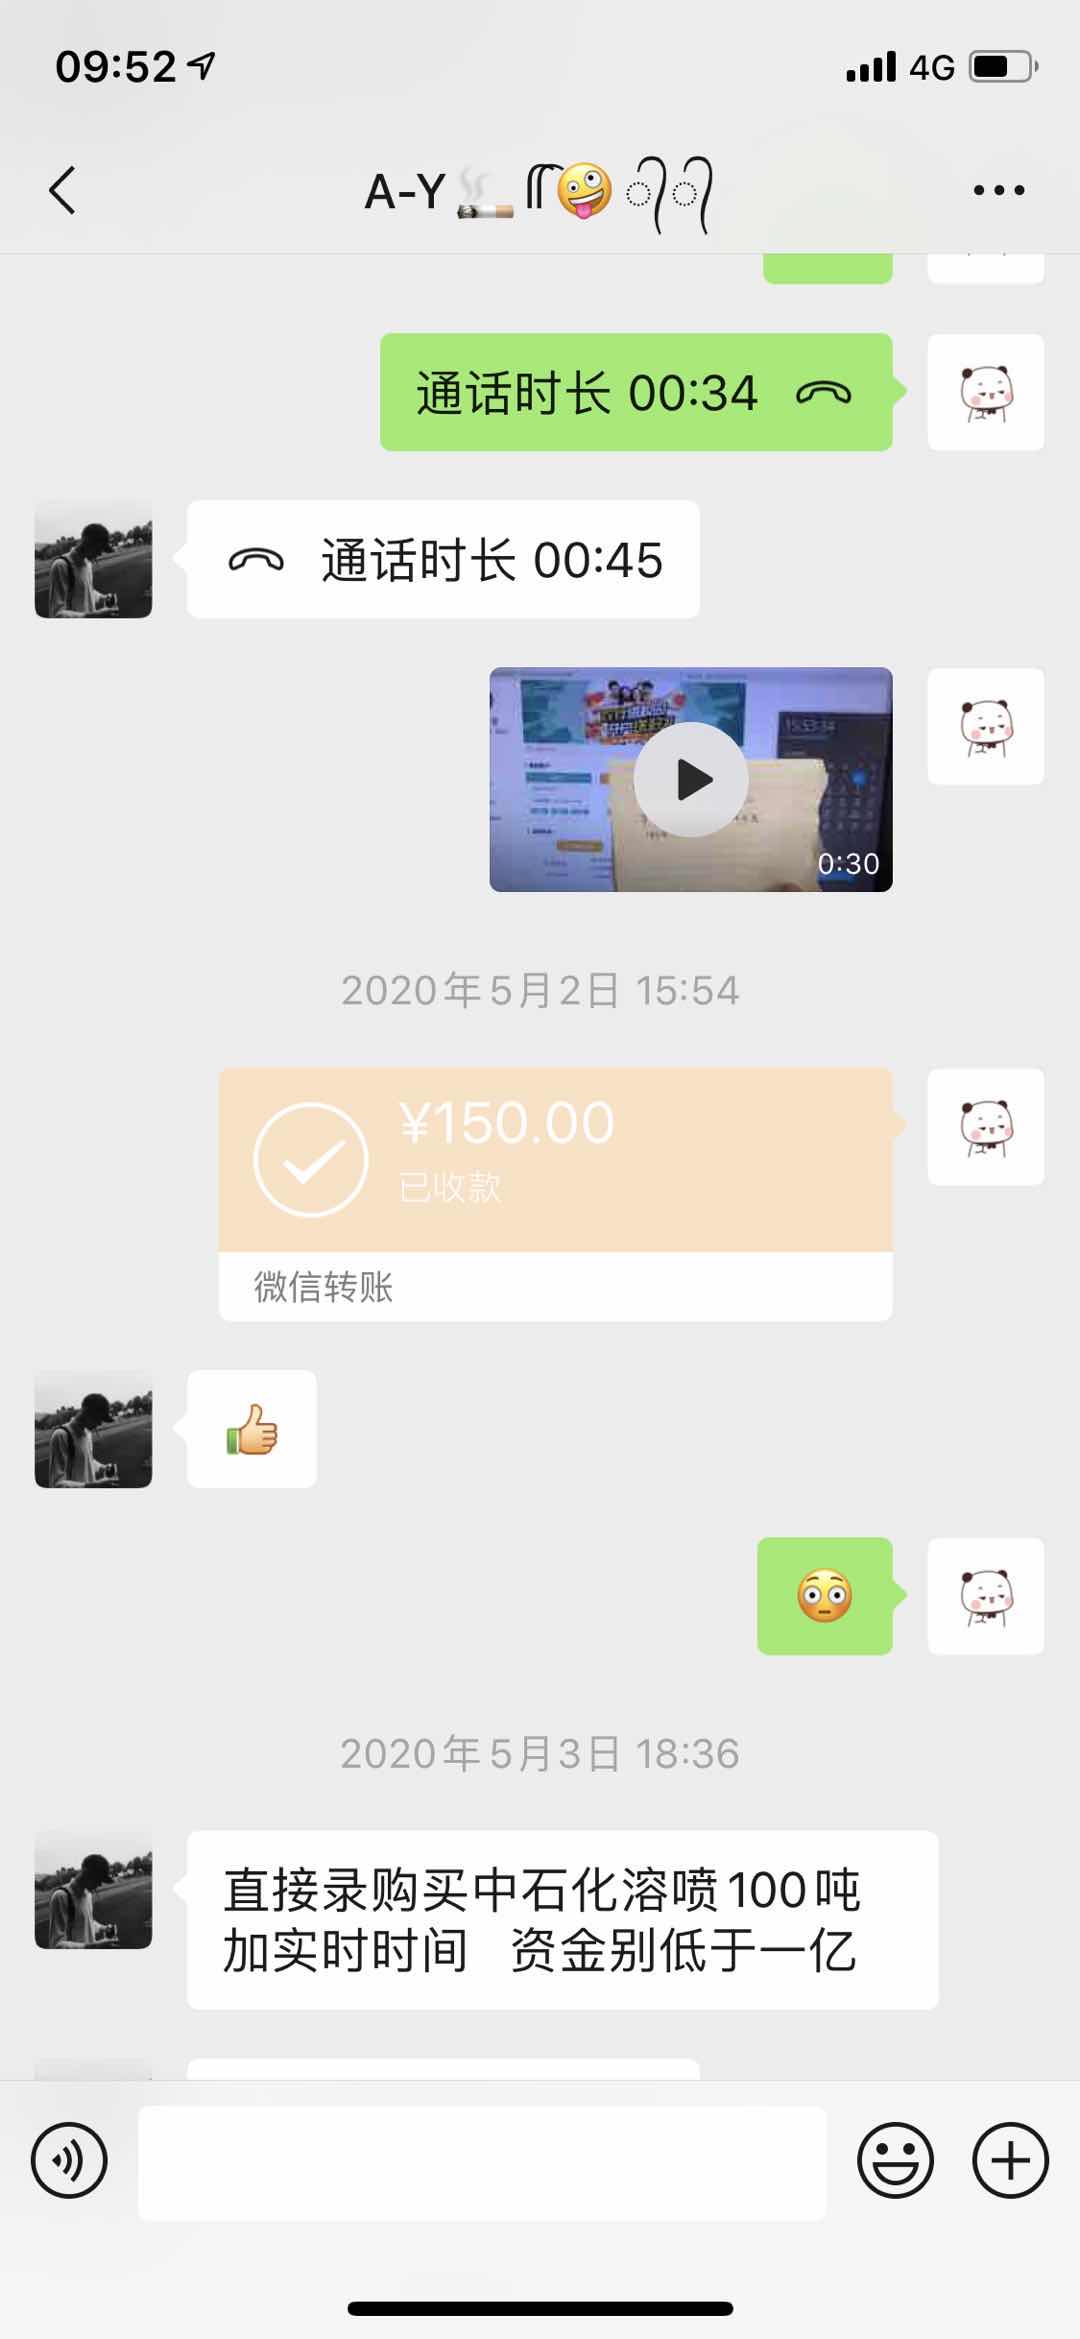 09:52
4G
A-Y
通话时长 00:34
通话时长 00:45
15:53:34
0:30
2020年5月2日 15:54
¥150.00
已收款
微信转账
2020年5月3日 18:36
直接录购买中石化溶喷100吨
加实时时间 资金别低于一亿